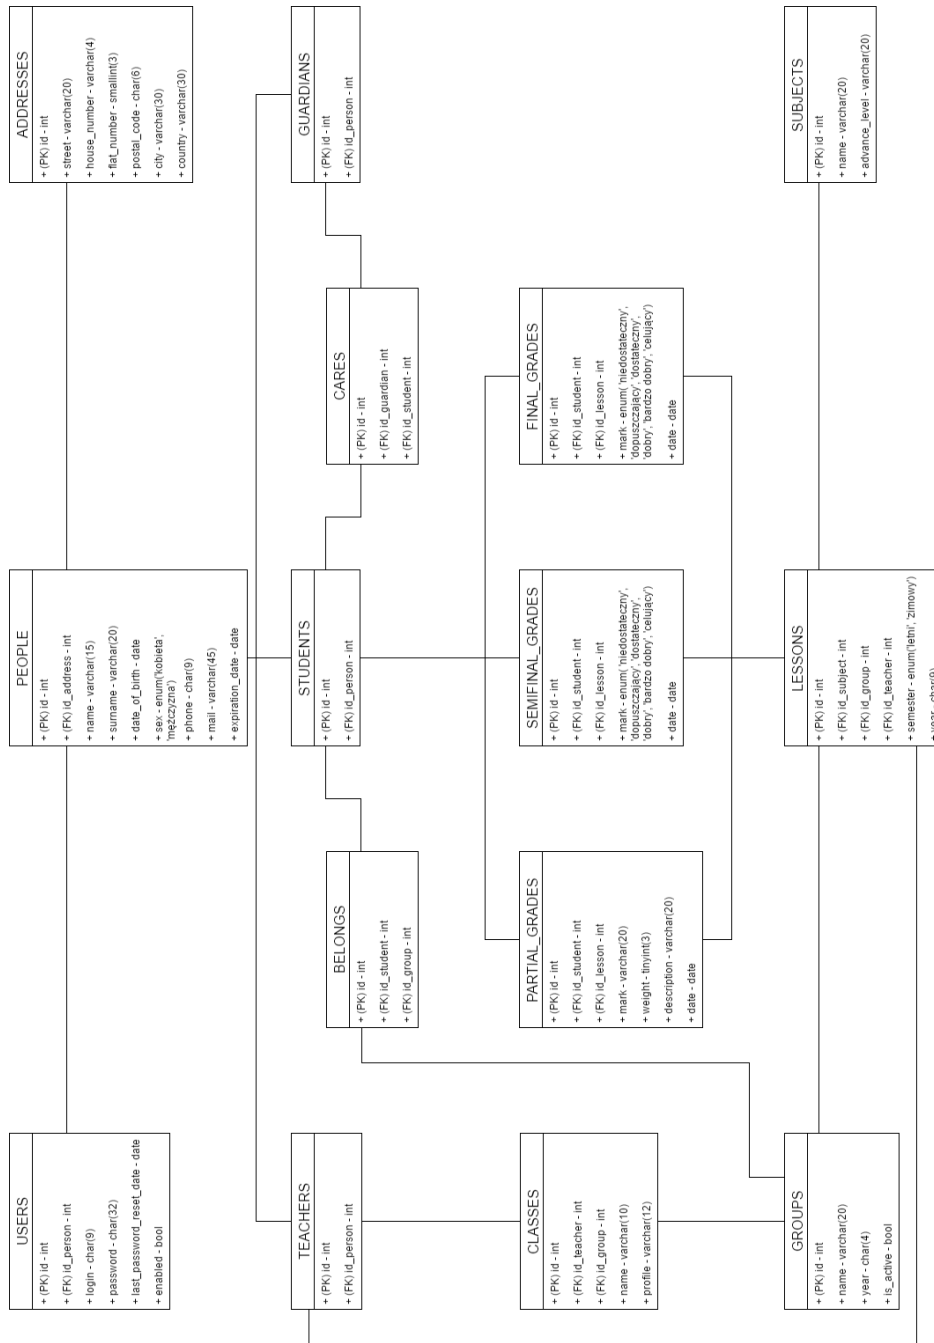 USERS
+ (PK) id - int
+ (FK) id_person - int
+ login - char(9)
+ password - char(32)
+ last_password_reset_date - date
+ enabled - bool
PEOPLE
+ (PK) id - int
+ (FK) id_address - int
+ name - varchar(15)
+ surname - varchar(20)
+ date_of_birth - date
+ sex - enum('kobieta',
'mężczyzna')
+ phone - char(9)
+ mail - varchar(45)
+ expiration_date - date
ADDRESSES
+ (PK) id - int
+ street - varchar(20)
+ house_number - varchar(4)
+ flat_number - smallint(3)
+ postal_code - char(6)
+ city - varchar(30)
+ country - varchar(30)
TEACHERS
+ (PK) id - int
+ (FK) id_person - int
STUDENTS
+ (PK) id - int
+ (FK) id_person - int
GUARDIANS
+ (PK) id - int
+ (FK) id_person - int
BELONGS
+ (PK) id - int
+ (FK) id_student - int
+ (FK) id_group - int
CARES
+ (PK) id - int
+ (FK) id_guardian - int
+ (FK) id_student - int
CLASSES
+ (PK) id - int
+ (FK) id_teacher - int
+ (FK) id_group - int
+ name - varchar(10)
+ profile - varchar(12)
PARTIAL_GRADES
+ (PK) id - int
+ (FK) id_student - int
+ (FK) id_lesson - int
+ mark - varchar(20)
+ weight - tinyint(3)
+ description - varchar(20)
+ date - date
SEMIFINAL_GRADES
+ (PK) id - int
+ (FK) id_student - int
+ (FK) id_lesson - int
+ mark - enum( 'niedostateczny',
'dopuszczający', 'dostateczny',
'dobry', 'bardzo dobry', 'celujący')
+ date - date
FINAL_GRADES
+ (PK) id - int
+ (FK) id_student - int
+ (FK) id_lesson - int
+ mark - enum( 'niedostateczny',
'dopuszczający', 'dostateczny',
'dobry', 'bardzo dobry', 'celujący')
+ date - date
GROUPS
+ (PK) id - int
+ name - varchar(20)
+ year - char(4)
+ is_active - bool
LESSONS
+ (PK) id - int
+ (FK) id_subject - int
+ (FK) id_group - int
+ (FK) id_teacher - int
+ semester - enum('letni', 'zimowy')
+ year - char(9)
SUBJECTS
+ (PK) id - int
+ name - varchar(20)
+ advance_level - varchar(20)